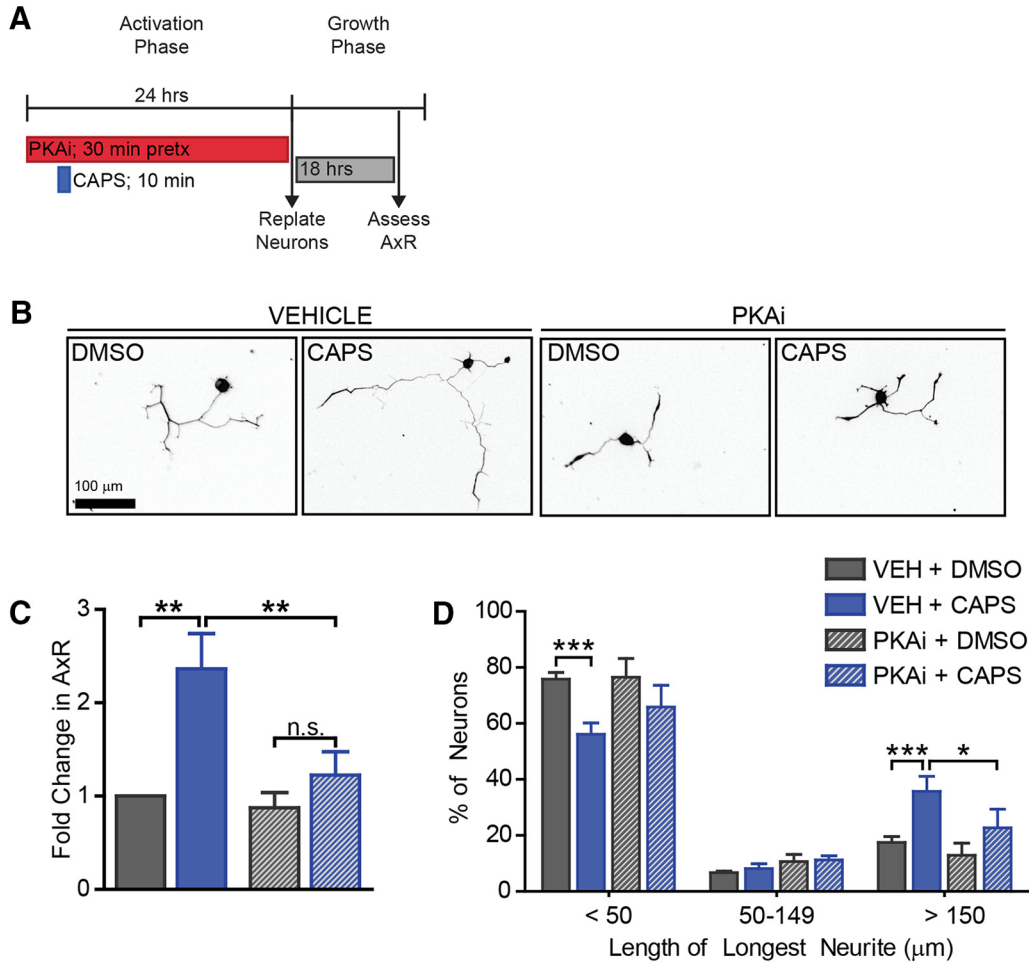 A
Activation
Phase
Growth
Phase
24 hrs
PKAi; 30 min pretx
CAPS; 10 min
18 hrs
Replate
Neurons
Assess
AxR
B
VEHICLE
PKAi
DMSO
CAPS
DMSO
CAPS
100 µm
VEH + DMSO
VEH + CAPS
PKAi + DMSO
PKAi + CAPS
C
Fold Change in AxR
3
2
1
0
**
**
n.s.
D
% of Neurons
100
80
60
40
20
0
***
***
*
< 50
50-149
> 150
Length of Longest Neurite (µm)